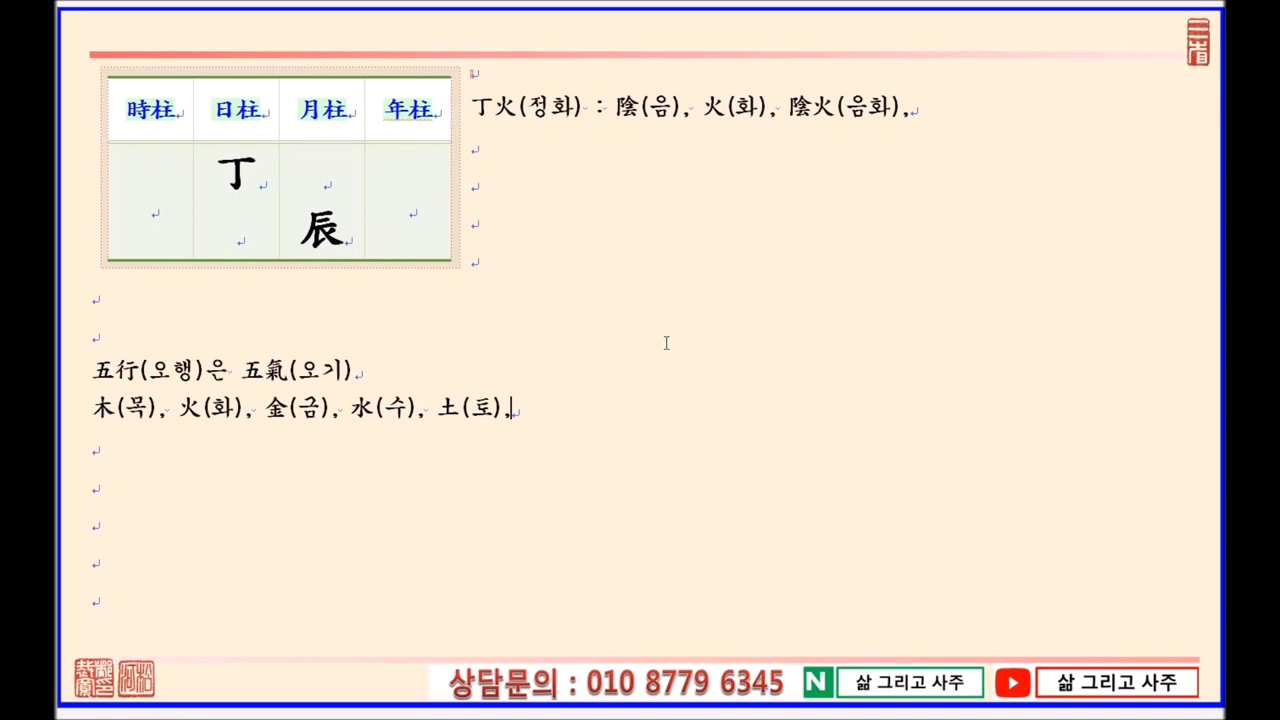 時柱 日柱 月柱 年柱
丁
辰
丁火(정화) : 陰(음), 火(화), 陰火(음화),
五行(오행)은 五氣(오기)
木(목), 火(화), 金(금), 水(수), 土(토),
상담문의 : 010 8779 6345 N 삶 그리고 사주 삶 그리고 사주